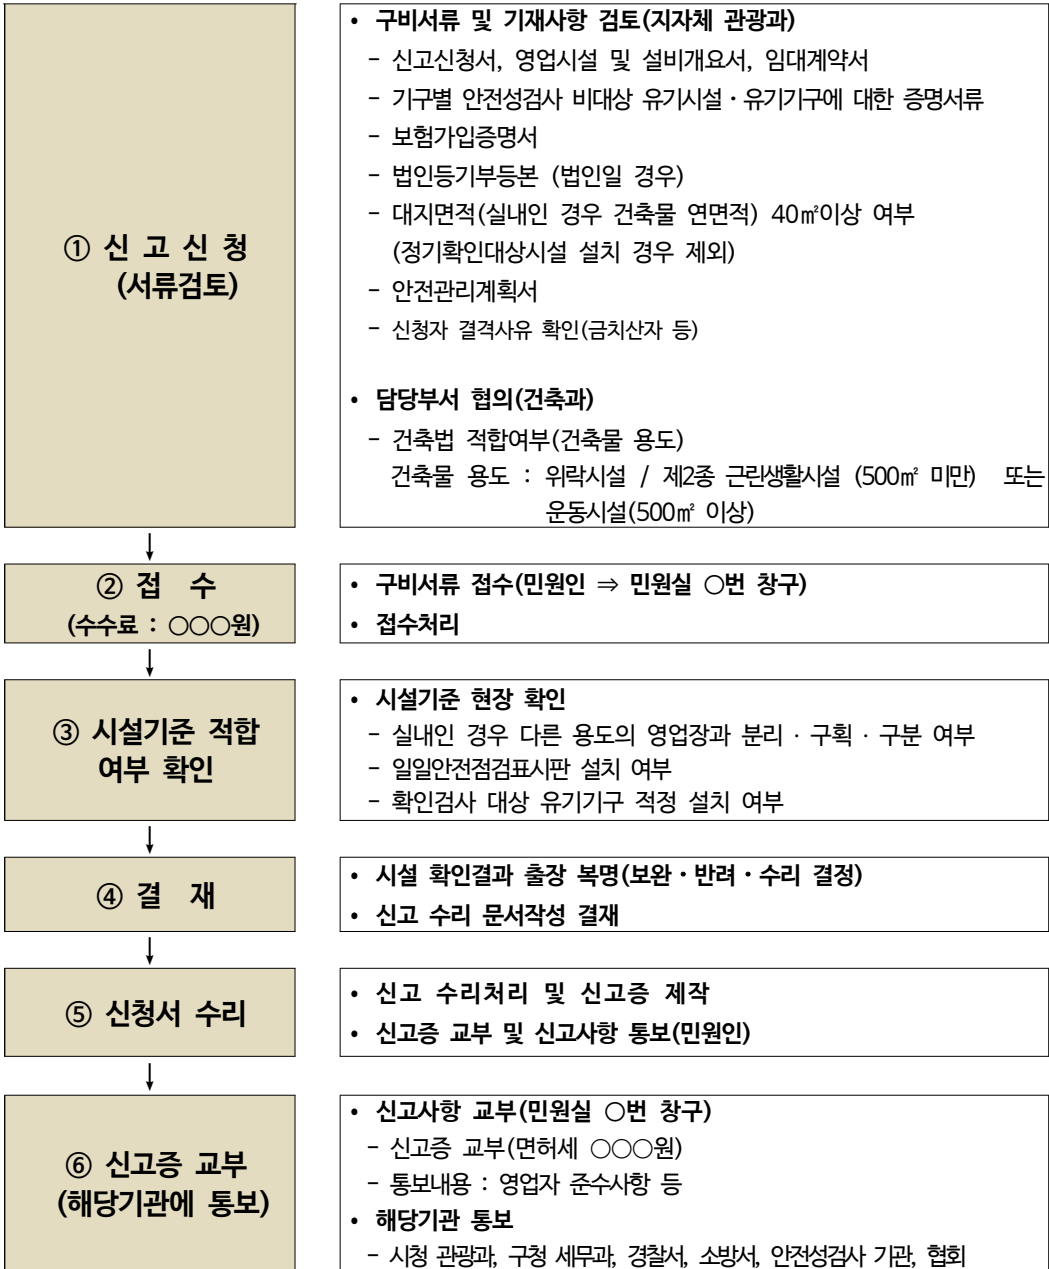 ① 신 고 신 청
(서류검토)
• 구비서류 및 기재사항 검토(지자체 관광과)
- 신고신청서, 영업시설 및 설비개요서, 임대계약서
- 기구별 안전성검사 비대상 유기시설·유기기구에 대한 증명서류
- 보험가입증명서
- 법인등기부등본 (법인일 경우)
- 대지면적(실내인 경우 건축물 연면적) 40㎡이상 여부
(정기확인대상시설 설치 경우 제외)
- 안전관리계획서
- 신청자 결격사유 확인(금치산자 등)
• 담당부서 협의(건축과)
- 건축법 적합여부(건축물 용도)
건축물 용도 : 위락시설 / 제2종 근린생활시설 (500㎡ 미만) 또는
운동시설(500㎡ 이상)
② 접 수
(수수료 : ○○○원)
• 구비서류 접수(민원인 ⇒ 민원실 ○번 창구)
• 접수처리
③ 시설기준 적합
여부 확인
• 시설기준 현장 확인
- 실내인 경우 다른 용도의 영업장과 분리 · 구획 · 구분 여부
- 일일안전점검표시판 설치 여부
- 확인검사 대상 유기기구 적정 설치 여부
④ 결 재
• 시설 확인결과 출장 복명(보완·반려·수리 결정)
• 신고 수리 문서작성 결재
⑤ 신청서 수리
• 신고 수리처리 및 신고증 제작
• 신고증 교부 및 신고사항 통보(민원인)
⑥ 신고증 교부
(해당기관에 통보)
• 신고사항 교부(민원실 ○번 창구)
- 신고증 교부(면허세 ○○○원)
- 통보내용 : 영업자 준수사항 등
• 해당기관 통보
- 시청 관광과, 구청 세무과, 경찰서, 소방서, 안전성검사 기관, 협회